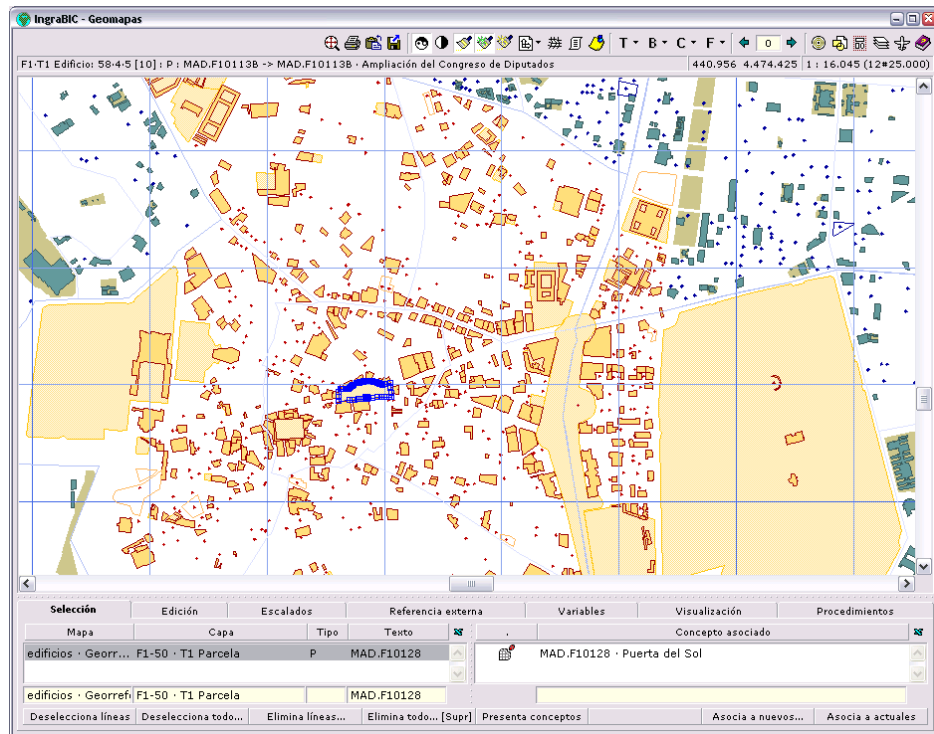 IngraBIC - Geomapas
T · B · C · F · 0
F1·T1 Edificio: 58·4·5 [10] : P : MAD.F10113B -> MAD.F10113B · Ampliación del Congreso de Diputados 440.956 4.474.425 1 : 16.045 (12*25.000)
Selección Edición Escalados Referencia externa Variables Visualización Procedimientos
Mapa Capa Tipo Texto . Concepto asociado
edificios · Georr... F1-50 · T1 Parcela P MAD.F10128 MAD.F10128 · Puerta del Sol
edificios · Georrefe F1-50 · T1 Parcela MAD.F10128
Deselecciona líneas Deselecciona todo... Elimina líneas... Elimina todo... [Supr] Presenta conceptos Asocia a nuevos... Asocia a actuales